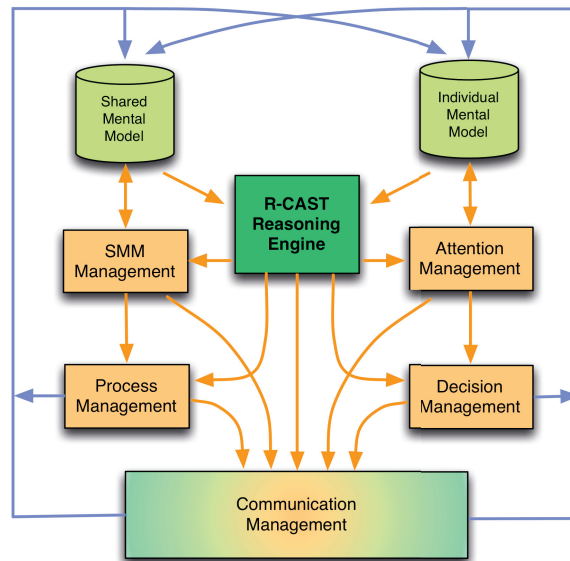 Shared
Mental
Model
Individual
Mental
Model
R-CAST
Reasoning
Engine
SMM
Management
Attention
Management
Process
Management
Decision
Management
Communication
Management